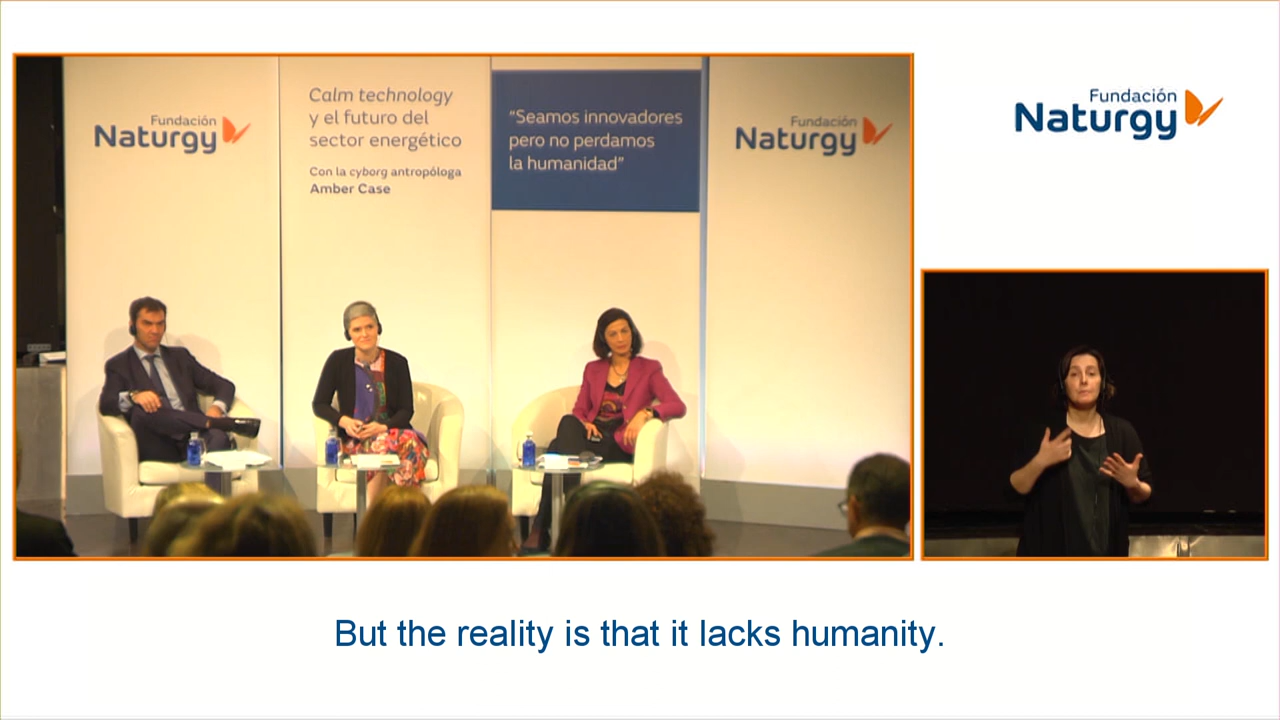 Fundación
Naturgy
Calm technology
y el futuro del
sector energético
Con la cyborg antropóloga
Amber Case
“Seamos innovadores
pero no perdamos
la humanidad”
Fundación
Naturgy
Fundación
Naturgy
But the reality is that it lacks humanity.